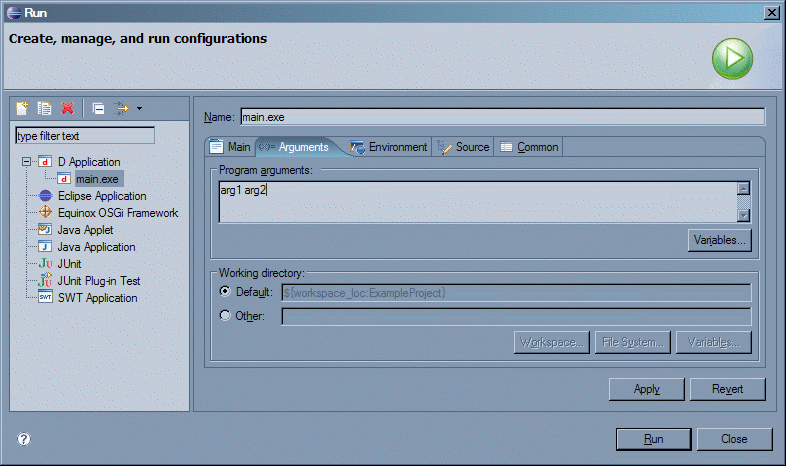 Run
Create, manage, and run configurations
type filter text
D Application
main.exe
Eclipse Application
Equinox OSGi Framework
Java Applet
Java Application
JUnit
JUnit Plug-in Test
SWT Application
Name: main.exe
Main Arguments Environment Source Common
Program arguments:
arg1 arg2
Variables...
Working directory:
Default: ${workspace_loc:ExampleProject}
Other:
Workspace... File System... Variables...
Apply Revert
Run Close